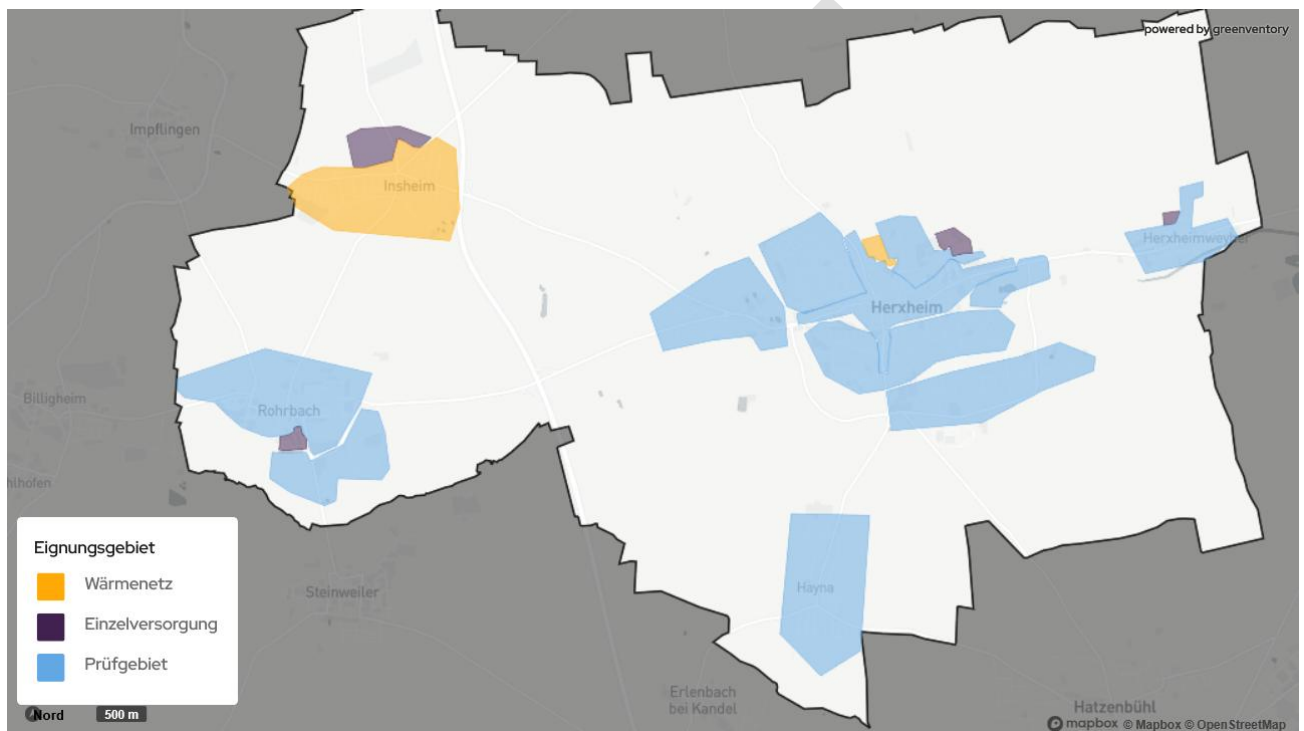 powered by greenventory
Impflingen
Insheim
Herxheimweyher
Herxheim
Billigheim
Rohrbach
hlhofen
Eignungsgebiet
Wärmenetz
Einzelversorgung
Prüfgebiet
Steinweiler
Hayna
Erlenbach
bei Kandel
Hatzenbühl
Nord
500 m
mapbox © Mapbox © OpenStreetMap